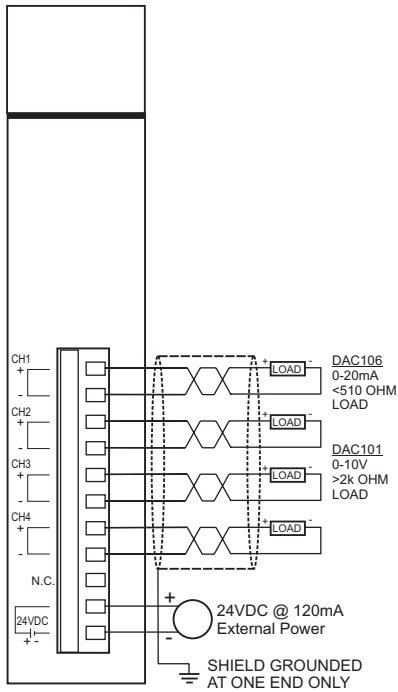 CH1
+
-
CH2
+
-
CH3
+
-
CH4
+
-
N.C.
24VDC
+ -
+ LOAD -
+ LOAD -
+ LOAD -
+ LOAD -
DAC106
0-20mA
<510 OHM
LOAD
DAC101
0-10V
>2k OHM
LOAD
+
-
24VDC @ 120mA
External Power
SHIELD GROUNDED
AT ONE END ONLY